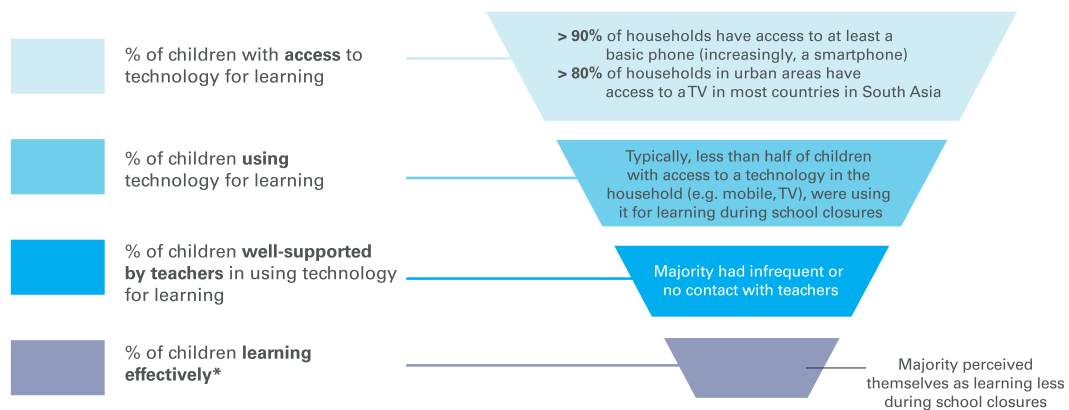 % of children with access to
technology for learning
> 90% of households have access to at least a
basic phone (increasingly, a smartphone)
> 80% of households in urban areas have
access to a TV in most countries in South Asia
% of children using
technology for learning
Typically, less than half of children
with access to a technology in the
household (e.g. mobile, TV), were using
it for learning during school closures
% of children well-supported
by teachers in using technology
for learning
Majority had infrequent or
no contact with teachers
% of children learning
effectively*
Majority perceived
themselves as learning less
during school closures